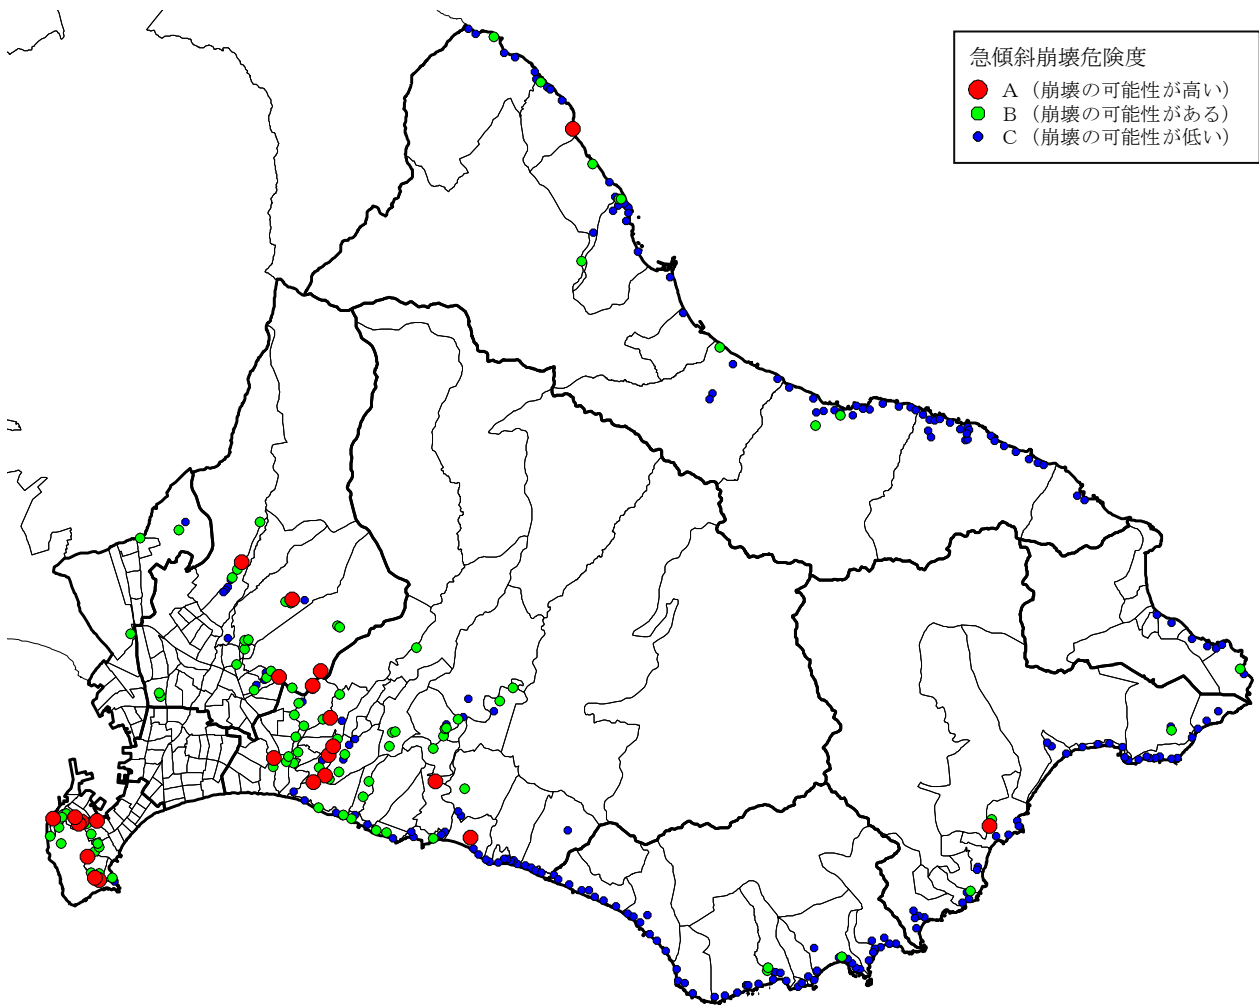 急傾斜崩壊危険度
A（崩壊の可能性が高い）
B（崩壊の可能性がある）
C（崩壊の可能性が低い）